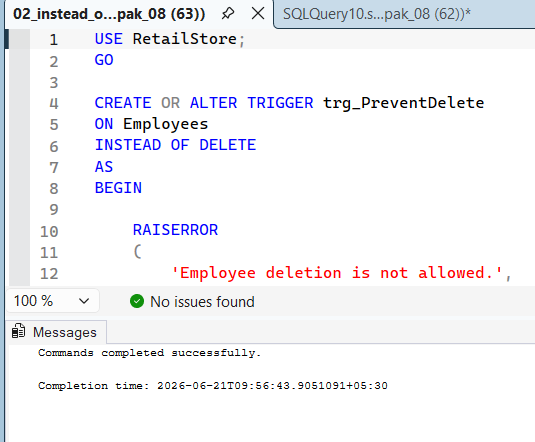 02_instead_o...pak_08 (63)) SQLQuery10.s...pak_08 (62))*
1 USE RetailStore;
2 GO
3
4 CREATE OR ALTER TRIGGER trg_PreventDelete
5 ON Employees
6 INSTEAD OF DELETE
7 AS
8 BEGIN
9
10 RAISERROR
11 (
12 'Employee deletion is not allowed.',
100 % No issues found
Messages
Commands completed successfully.
Completion time: 2026-06-21T09:56:43.9051091+05:30